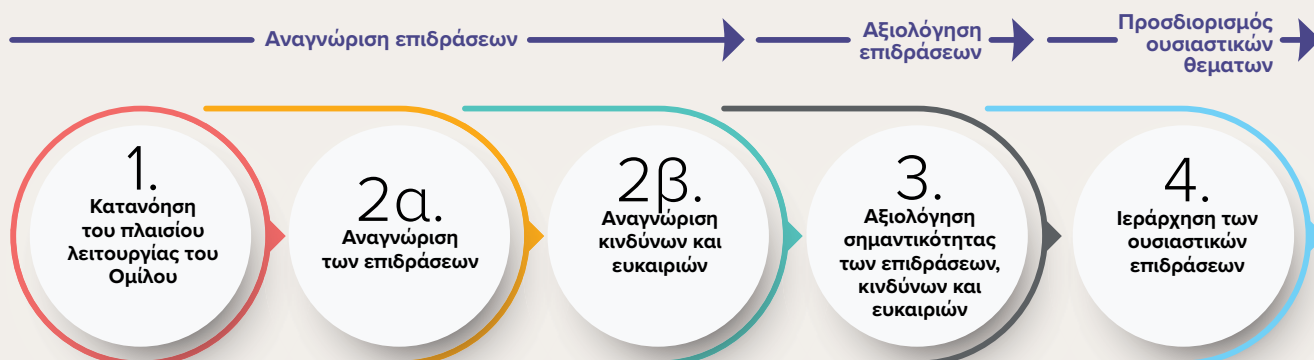 Αναγνώριση επιδράσεων
Αξιολόγηση
επιδράσεων
Προσδιορισμός
ουσιαστικών
θεματων
1.
Κατανόηση
του πλαισίου
λειτουργίας του
Ομίλου
2α.
Αναγνώριση
των επιδράσεων
2β.
Αναγνώριση
κινδύνων και
ευκαιριών
3.
Αξιολόγηση
σημαντικότητας
των επιδράσεων,
κινδύνων και
ευκαιριών
4.
Ιεράρχηση των
ουσιαστικών
επιδράσεων